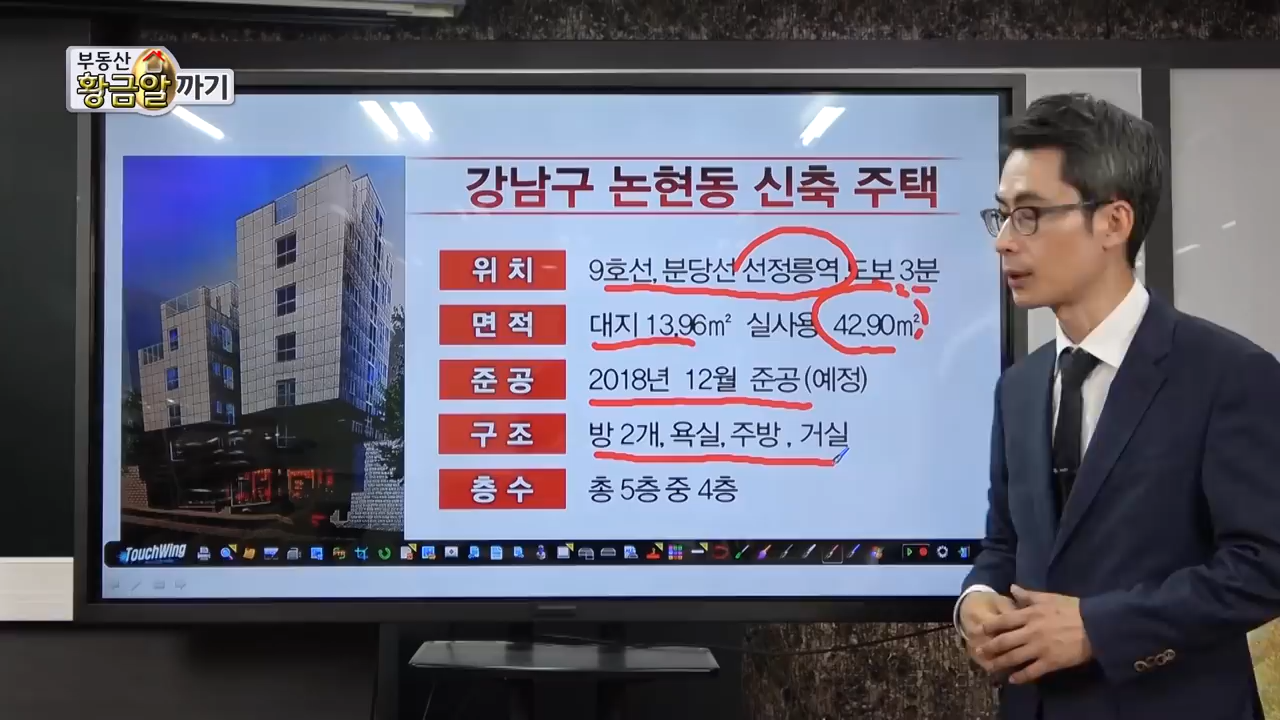 부동산
황금알까기
강남구 논현동 신축 주택
위치 9호선, 분당선 선정릉역 도보 3분
면적 대지 13.96㎡ 실사용 42.90㎡
준공 2018년 12월 준공(예정)
구조 방 2개, 욕실, 주방, 거실
층수 총 5층 중 4층
TouchWing